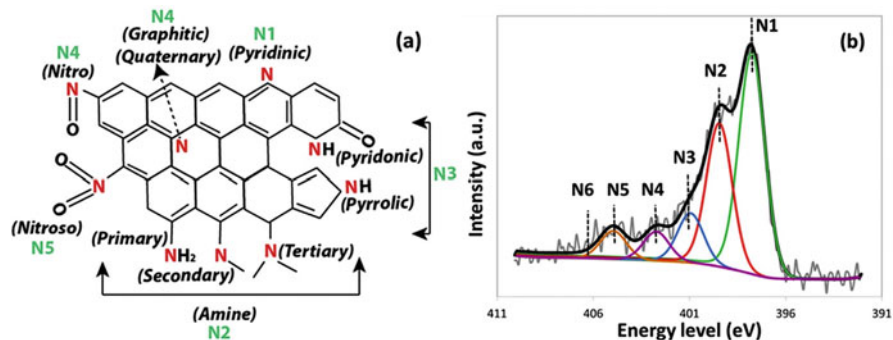 N4
(Graphitic)
(Quaternary)
N1
(Pyridinic)
(a)
N4
(Nitro)
N
O
N
N
O
N
O
NH
O
(Pyridonic)
N3
NH
(Pyrrolic)
(Nitroso)
N5
(Primary)
NH₂
N
(Secondary)
N
(Tertiary)
(Amine)
N2
(b)
N1
N2
N3
N4
N5
N6
Intensity (a.u.)
411
406
401
396
391
Energy level (eV)